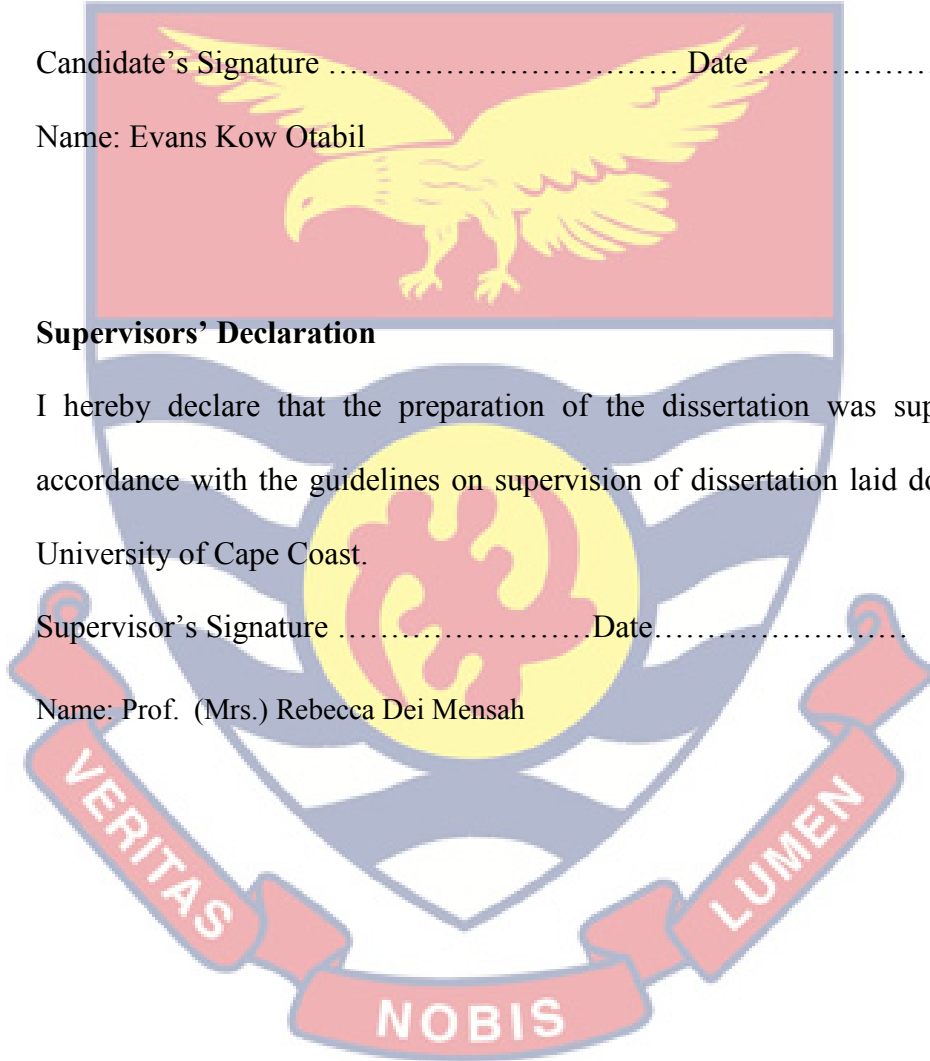 Candidate’s Signature …………………………… Date ………………
Name: Evans Kow Otabil
Supervisors’ Declaration
I hereby declare that the preparation of the dissertation was sup
accordance with the guidelines on supervision of dissertation laid do
University of Cape Coast.
Supervisor’s Signature …………………….Date……………………
Name: Prof. (Mrs.) Rebecca Dei Mensah
VERITAS
NOBIS
LUMEN